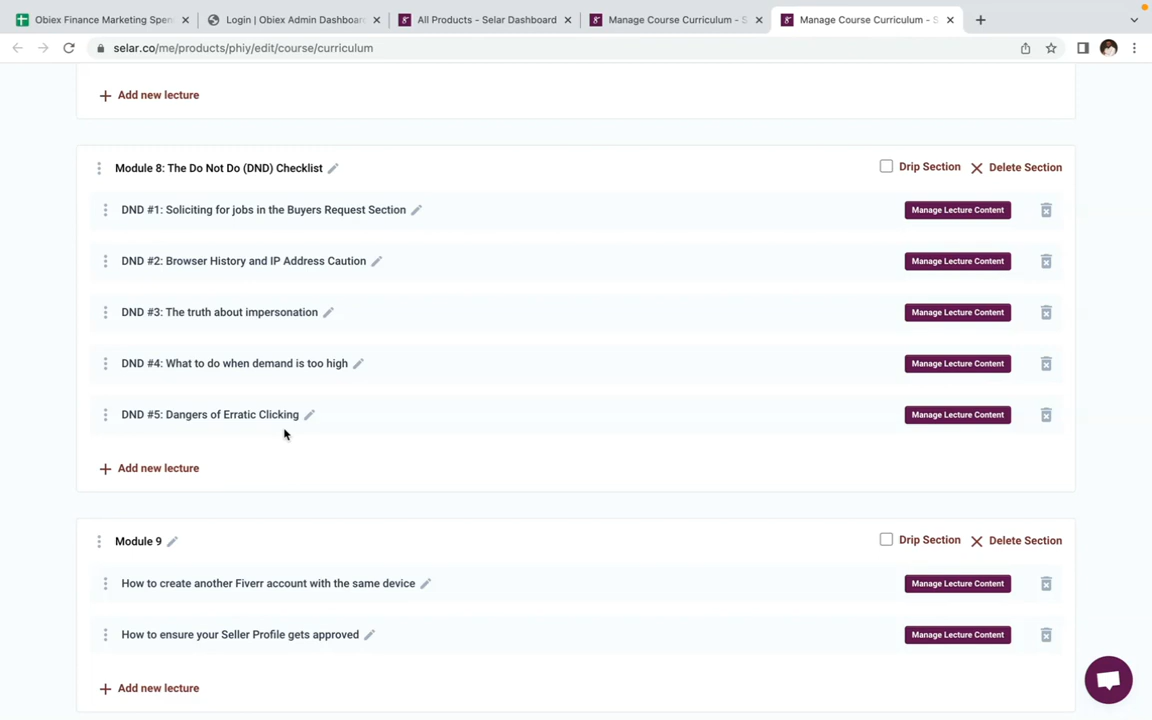 Obiex Finance Marketing Spen
Login | Obiex Admin Dashboar
All Products - Selar Dashboard
Manage Course Curriculum - S
Manage Course Curriculum - S
selar.co/me/products/phiy/edit/course/curriculum
Add new lecture
Module 8: The Do Not Do (DND) Checklist
Drip Section
Delete Section
DND #1: Soliciting for jobs in the Buyers Request Section
Manage Lecture Content
DND #2: Browser History and IP Address Caution
Manage Lecture Content
DND #3: The truth about impersonation
Manage Lecture Content
DND #4: What to do when demand is too high
Manage Lecture Content
DND #5: Dangers of Erratic Clicking
Manage Lecture Content
Add new lecture
Module 9
Drip Section
Delete Section
How to create another Fiverr account with the same device
Manage Lecture Content
How to ensure your Seller Profile gets approved
Manage Lecture Content
Add new lecture